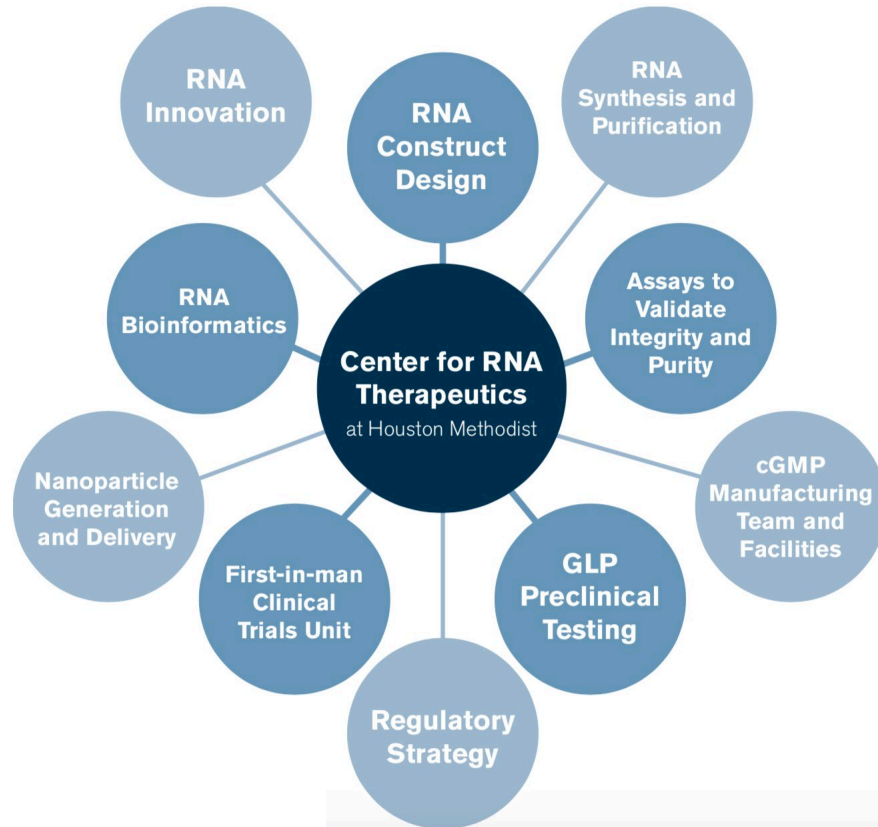 RNA
Innovation
RNA
Construct
Design
RNA
Synthesis and
Purification
RNA
Bioinformatics
Assays to
Validate
Integrity and
Purity
Center for RNA
Therapeutics
at Houston Methodist
Nanoparticle
Generation
and Delivery
cGMP
Manufacturing
Team and
Facilities
First-in-man
Clinical
Trials Unit
GLP
Preclinical
Testing
Regulatory
Strategy